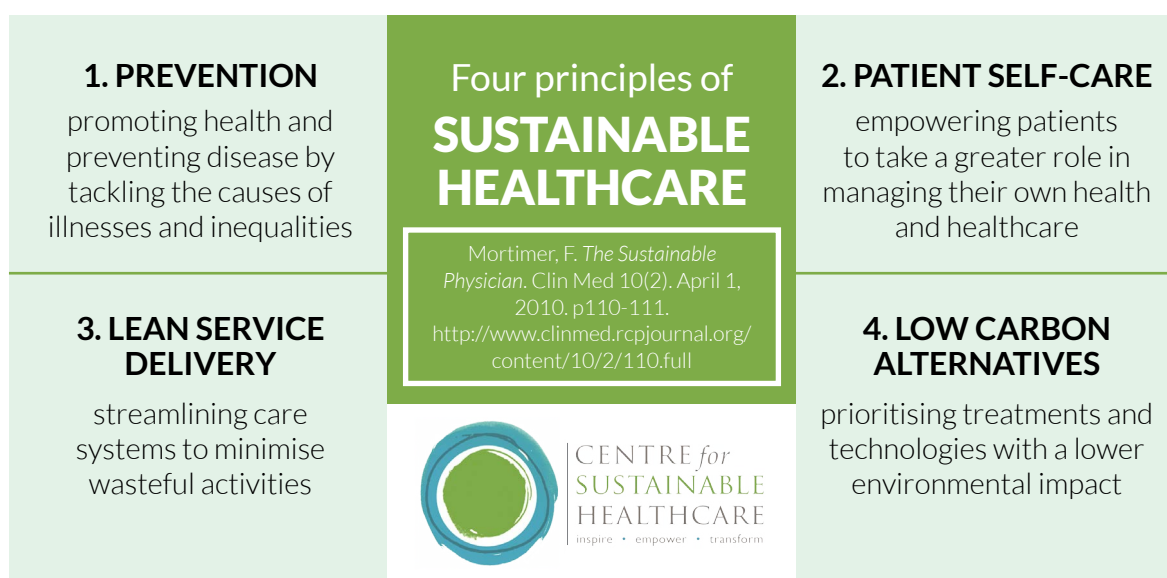 1. PREVENTION
promoting health and
preventing disease by
tackling the causes of
illnesses and inequalities
Four principles of
SUSTAINABLE
HEALTHCARE
Mortimer, F. The Sustainable
Physician. Clin Med 10(2). April 1,
2010. p110-111.
http://www.clinmed.rcpjournal.org/
content/10/2/110.full
2. PATIENT SELF-CARE
empowering patients
to take a greater role in
managing their own health
and healthcare
3. LEAN SERVICE
DELIVERY
streamlining care
systems to minimise
wasteful activities
CENTRE for
SUSTAINABLE
HEALTHCARE
inspire • empower • transform
4. LOW CARBON
ALTERNATIVES
prioritising treatments and
technologies with a lower
environmental impact